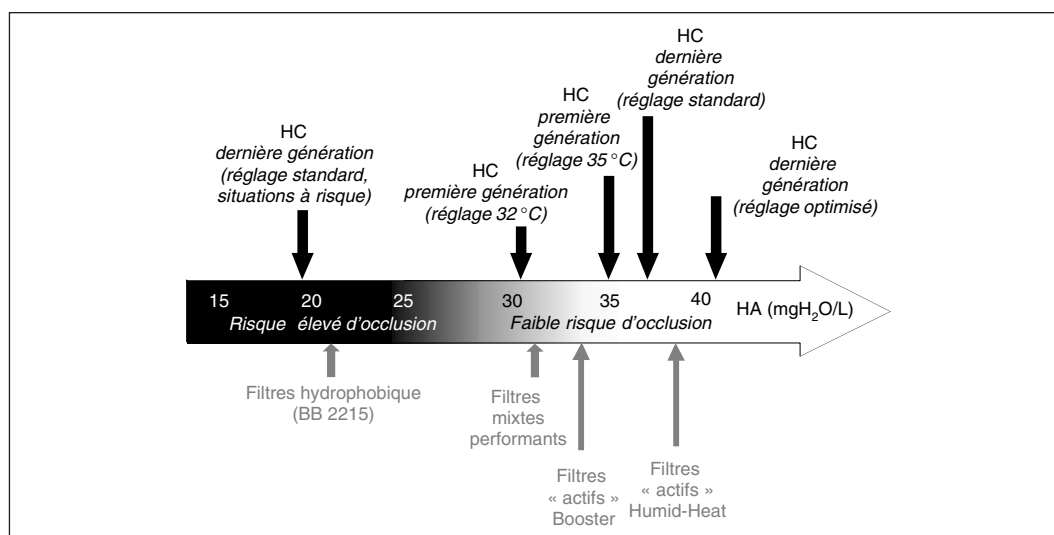 HC
dernière génération
(réglage standard,
situations à risque)
HC
première génération
(réglage 32 °C)
HC
première
génération
(réglage 35 °C)
HC
dernière
génération
(réglage standard)
HC
dernière
génération
(réglage optimisé)
15 20 25 30 35 40 HA (mgH₂O/L)
Risque élevé d'occlusion Faible risque d'occlusion
Filtres hydrophobique
(BB 2215)
Filtres
mixtes
performants
Filtres
« actifs »
Booster
Filtres
« actifs »
Humid-Heat